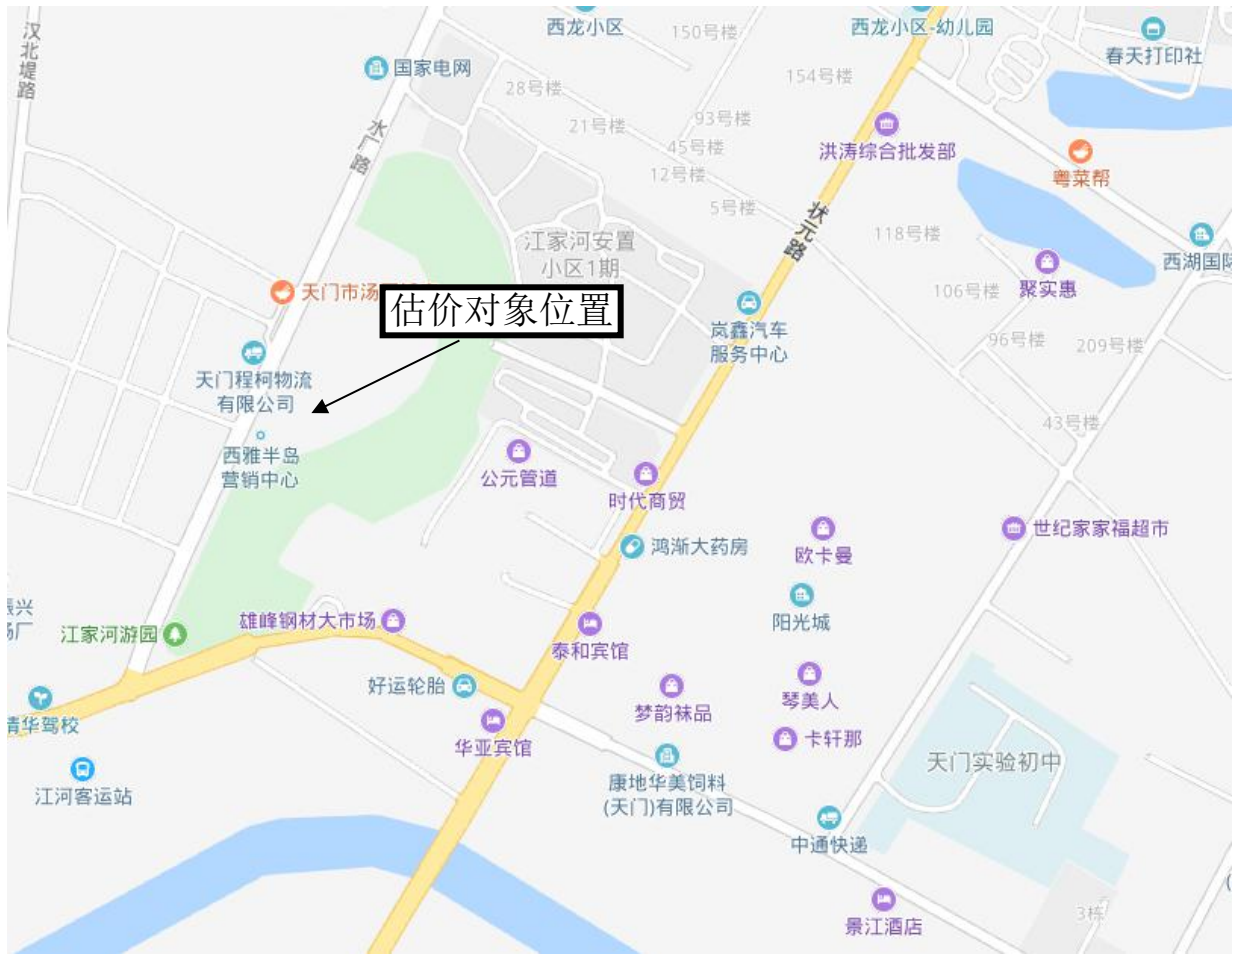 汉北堤路
西龙小区
150号楼
西龙小区-幼儿园
春天打印社
国家电网
154号楼
28号楼
93号楼
21号楼
水厂路
45号楼
洪涛综合批发部
粤菜帮
12号楼
5号楼
状元路
118号楼
江家河安置
小区1期
西湖国际
聚实惠
106号楼
天门市汤
估价对象位置
岚鑫汽车
服务中心
96号楼
209号楼
天门程柯物流
有限公司
43号楼
西雅半岛
营销中心
公元管道
时代商贸
世纪家家福超市
鸿渐大药房
欧卡曼
雄峰钢材大市场
阳光城
江家河游园
泰和宾馆
好运轮胎
梦韵袜品
琴美人
清华驾校
华亚宾馆
卡轩那
天门实验初中
江河客运站
康地华美饲料
(天门)有限公司
中通快递
景江酒店
3栋